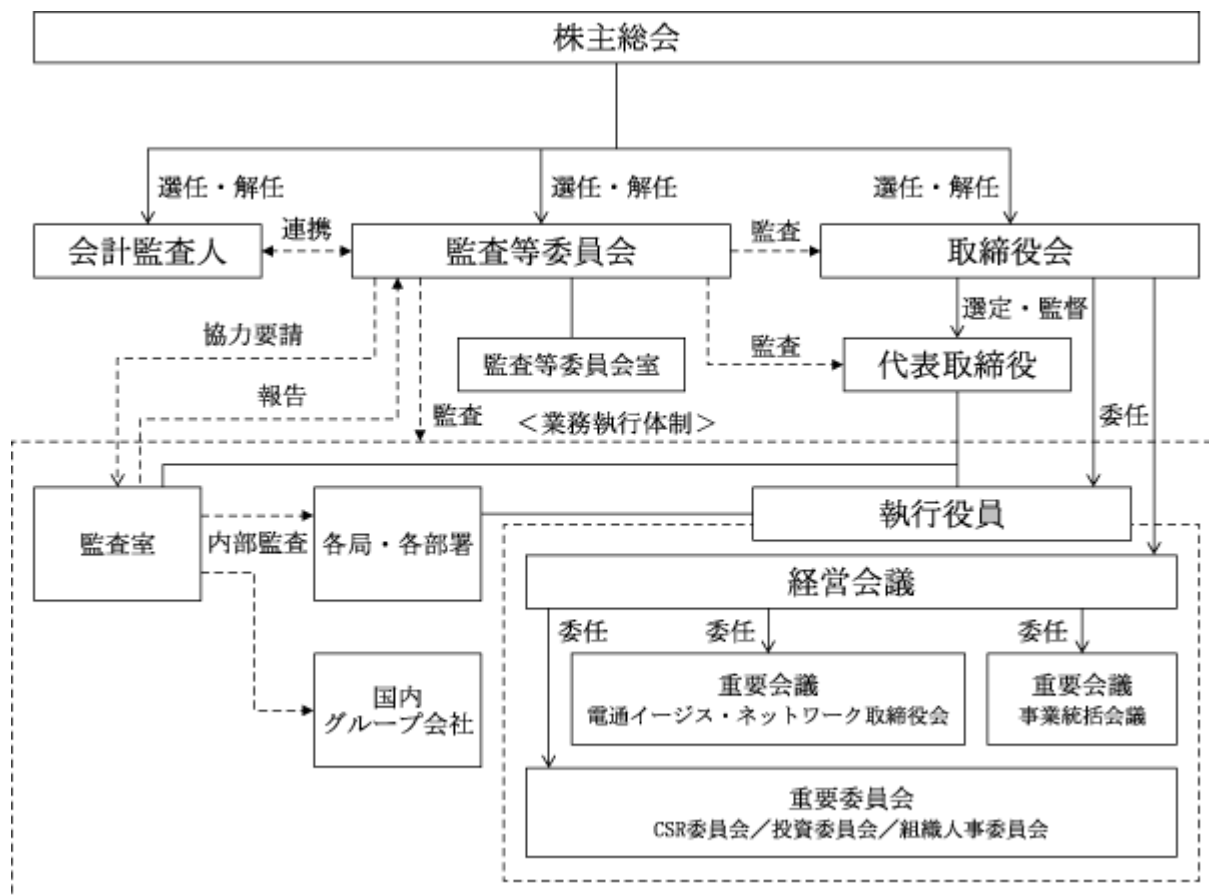 株主総会
選任・解任
選任・解任
選任・解任
会計監査人
連携
監査等委員会
監査
取締役会
協力要請
選定・監督
監査等委員会室
監査
代表取締役
報告
監査
＜業務執行体制＞
委任
監査室
内部監査
各局・各部署
執行役員
経営会議
委任
委任
委任
国内
グループ会社
重要会議
電通イージス・ネットワーク取締役会
重要会議
事業統括会議
重要委員会
CSR委員会／投資委員会／組織人事委員会